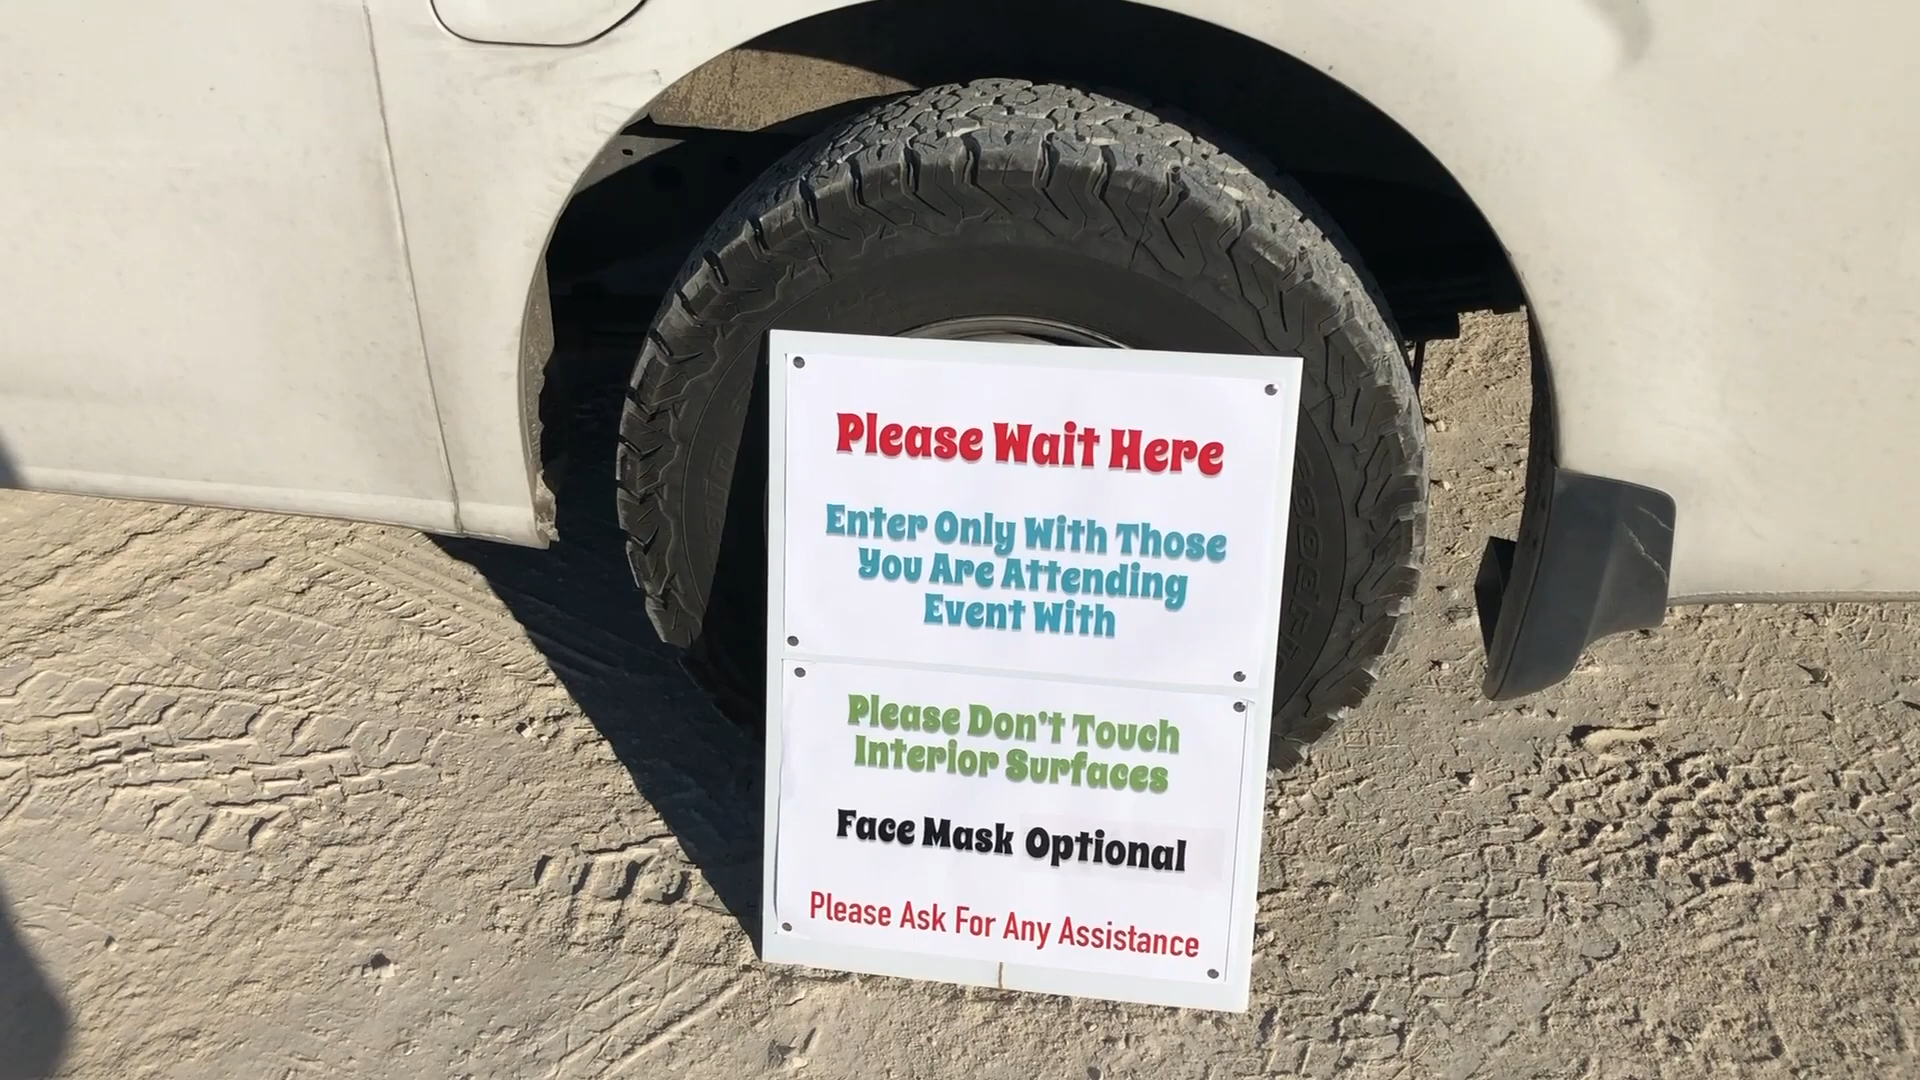 Please Wait Here
Enter Only With Those
You Are Attending
Event With
Please Don't Touch
Interior Surfaces
Face Mask Optional
Please Ask For Any Assistance